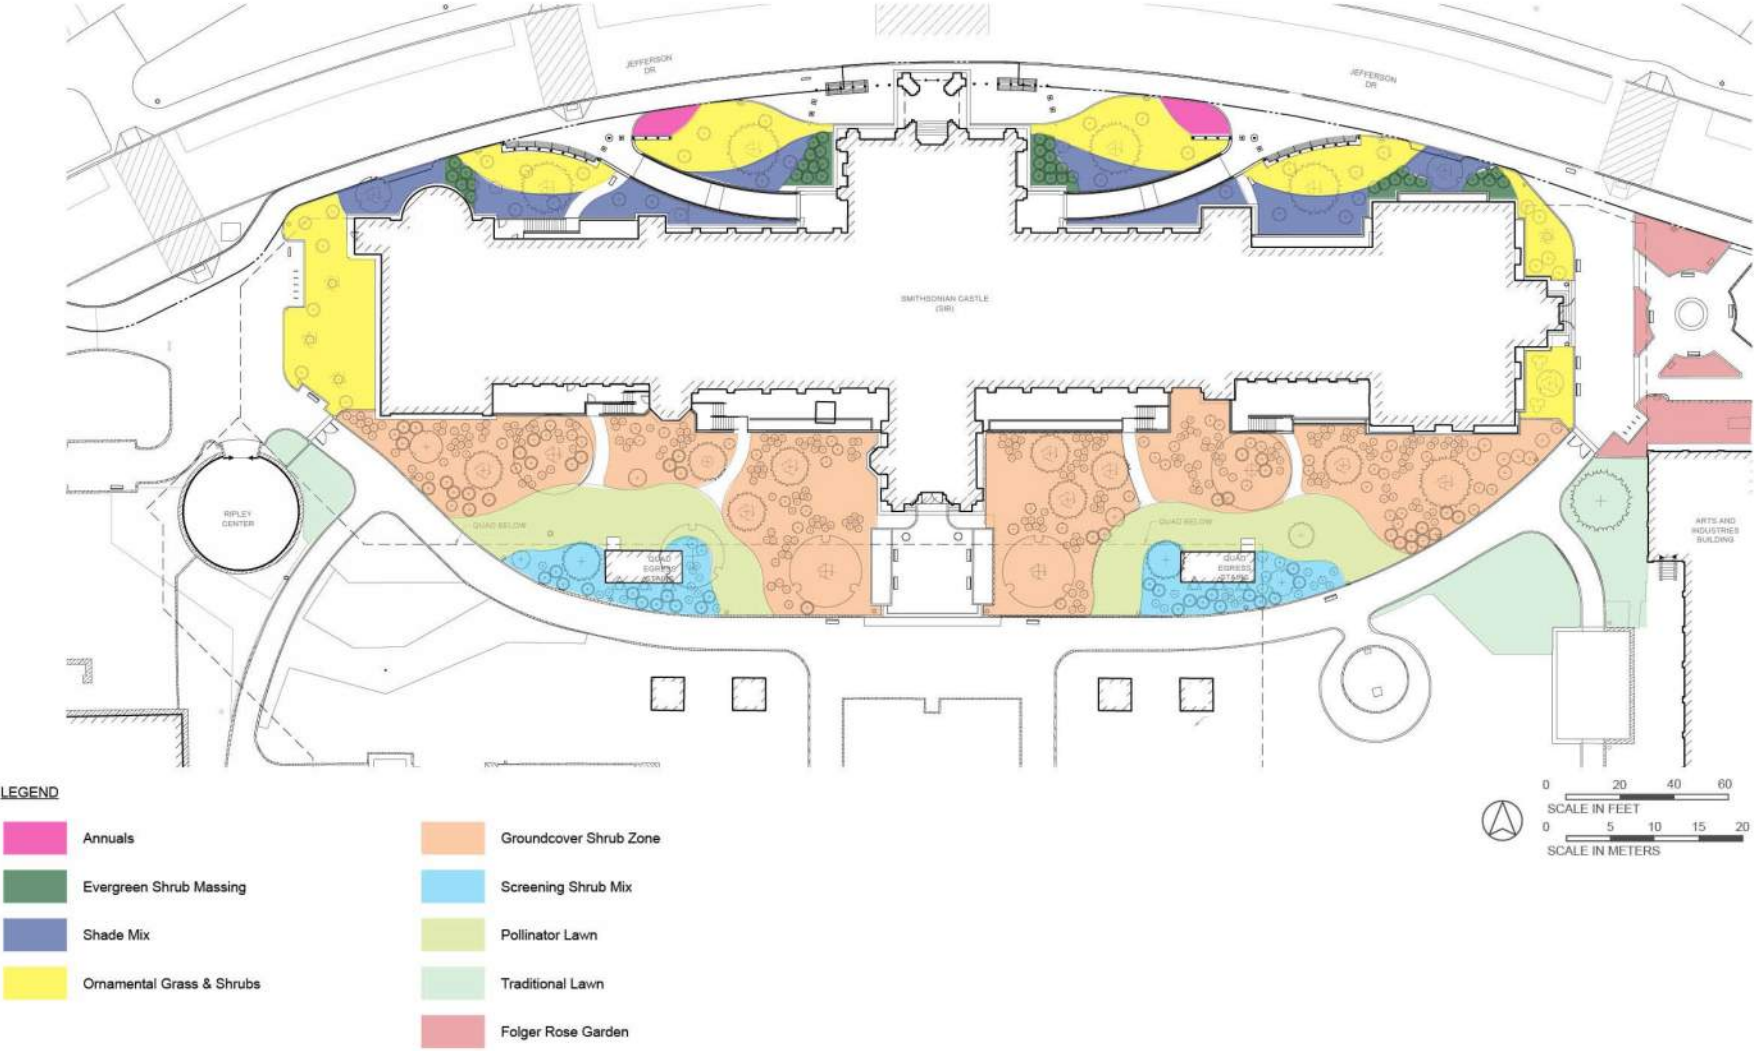 JEFFERSON
DR.
JEFFERSON
DR.
SMITHSONIAN CASTLE
(SIB)
RIPLEY
CENTER
QUAD BELOW
QUAD BELOW
QUAD
EGRESS
STAIRS
QUAD
EGRESS
STAIRS
ARTS AND
INDUSTRIES
BUILDING
LEGEND
Annuals
Evergreen Shrub Massing
Shade Mix
Ornamental Grass & Shrubs
Groundcover Shrub Zone
Screening Shrub Mix
Pollinator Lawn
Traditional Lawn
Folger Rose Garden
0 20 40 60
SCALE IN FEET
0 5 10 15 20
SCALE IN METERS